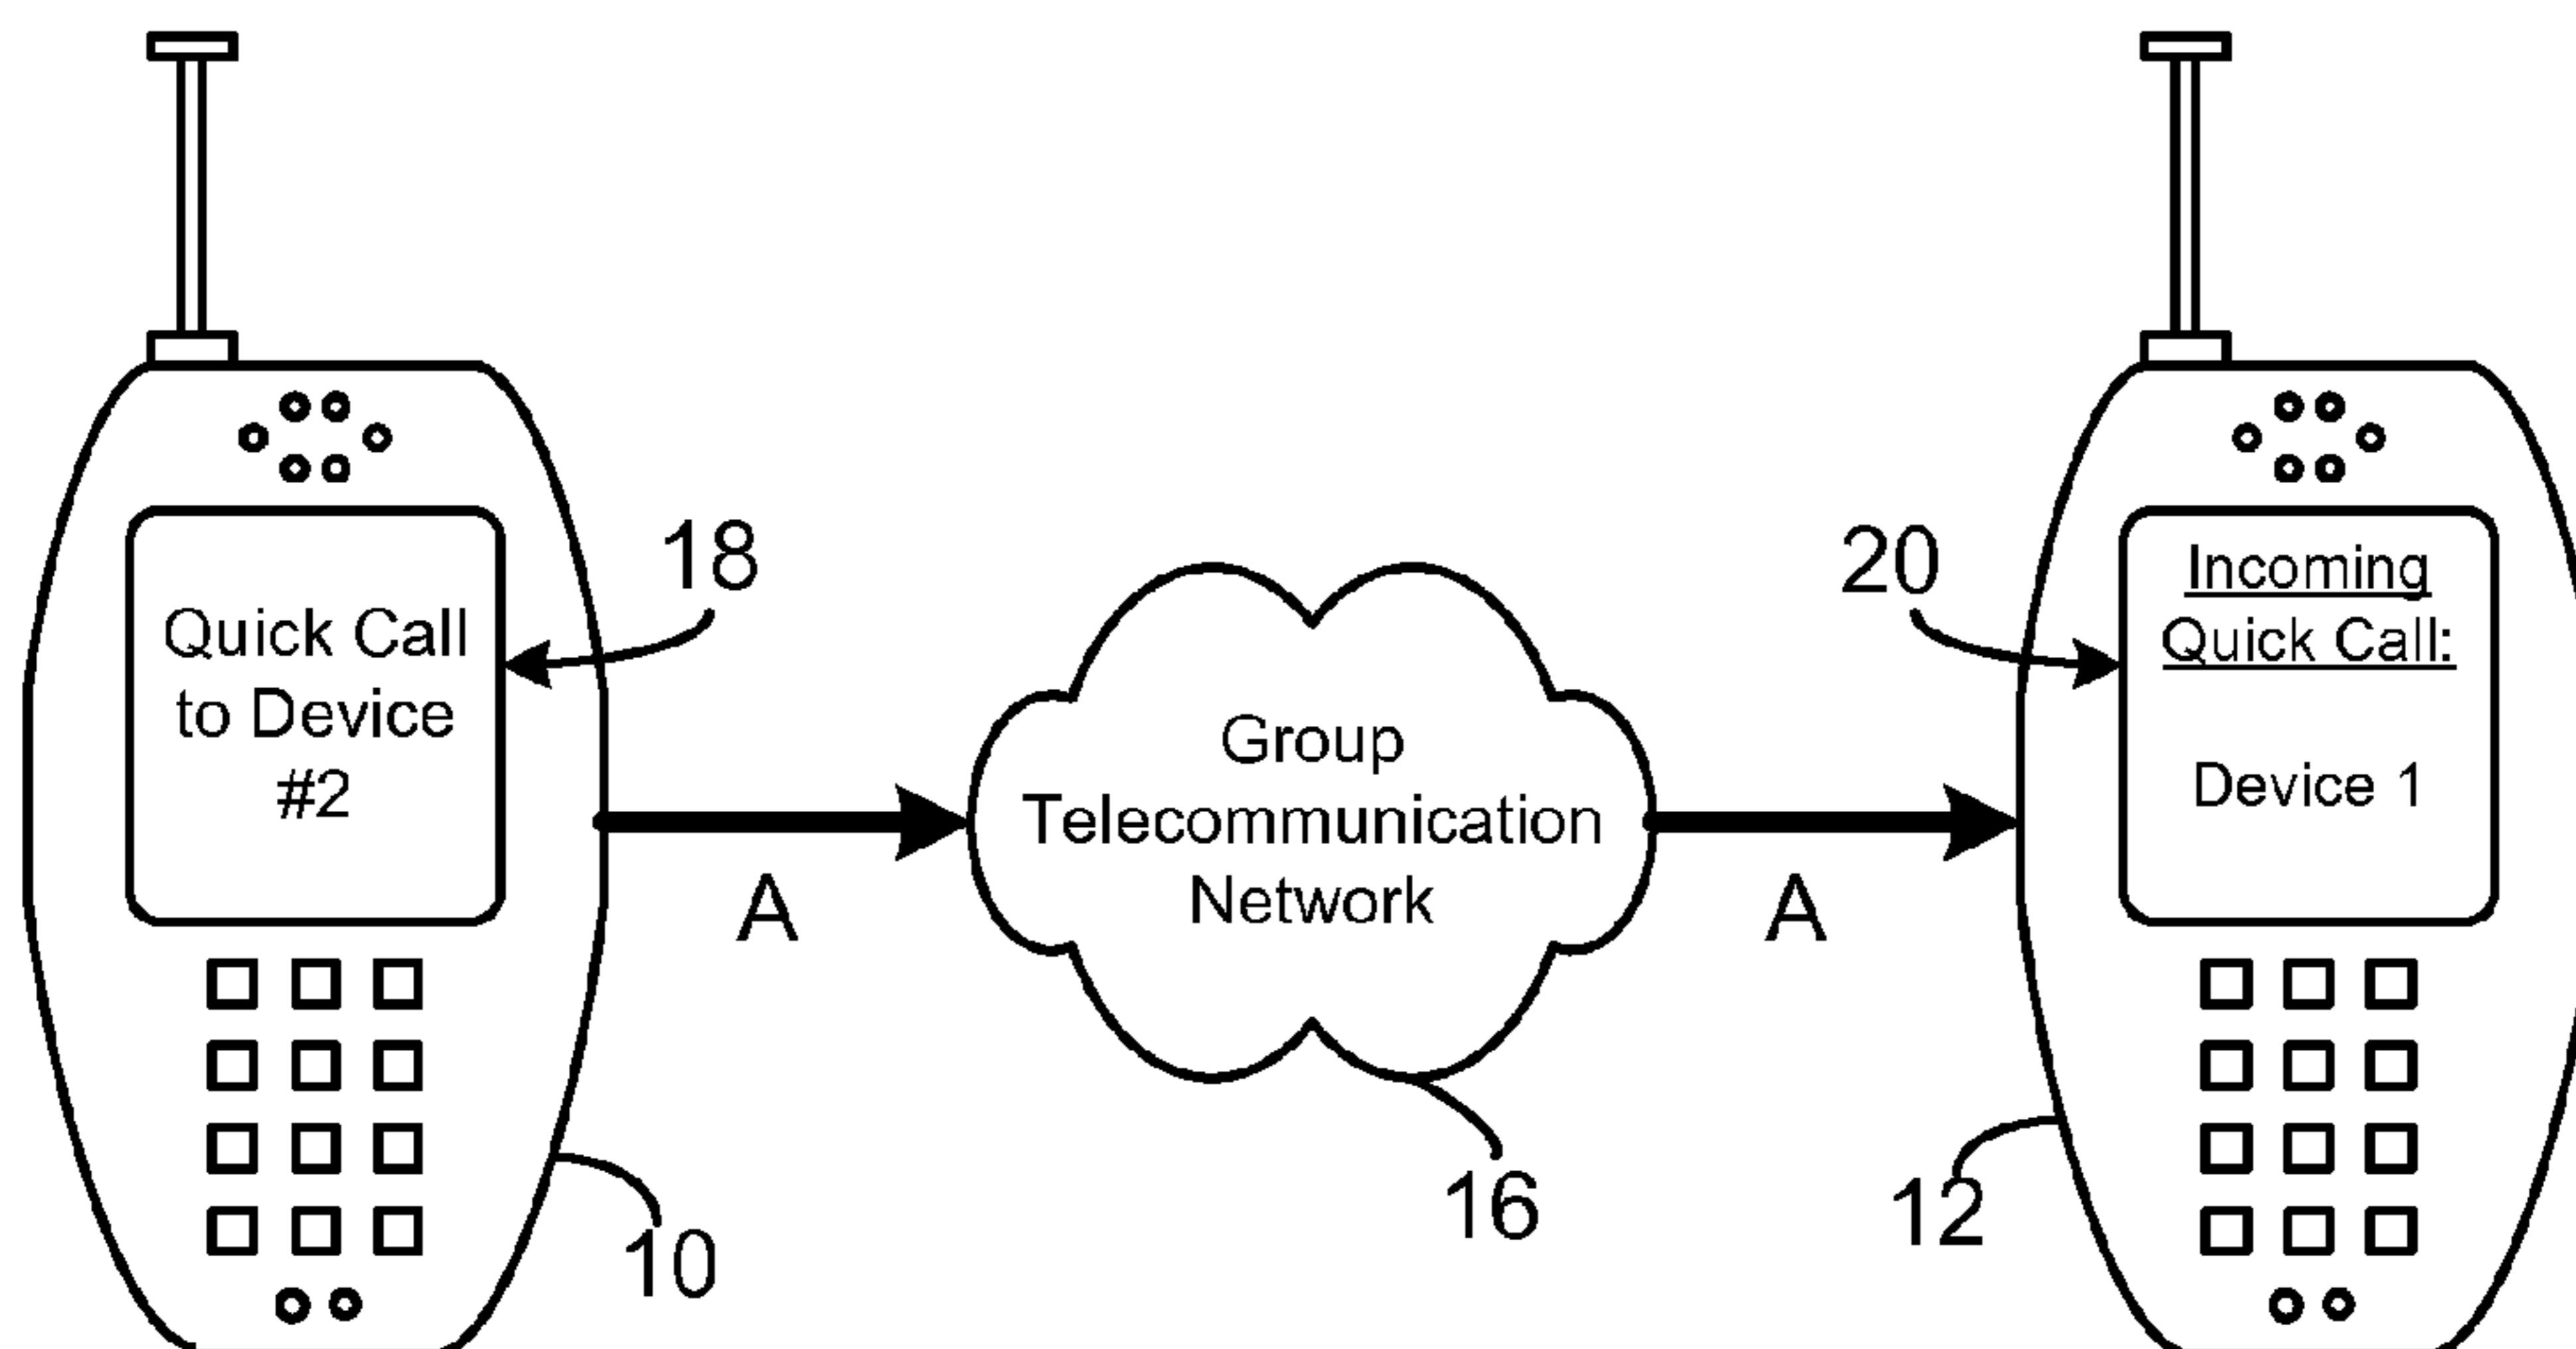 Quick Call
to Device
#2
18
A
10
Group
Telecommunication
Network
16
A
20
12
Incoming
Quick Call:
Device 1